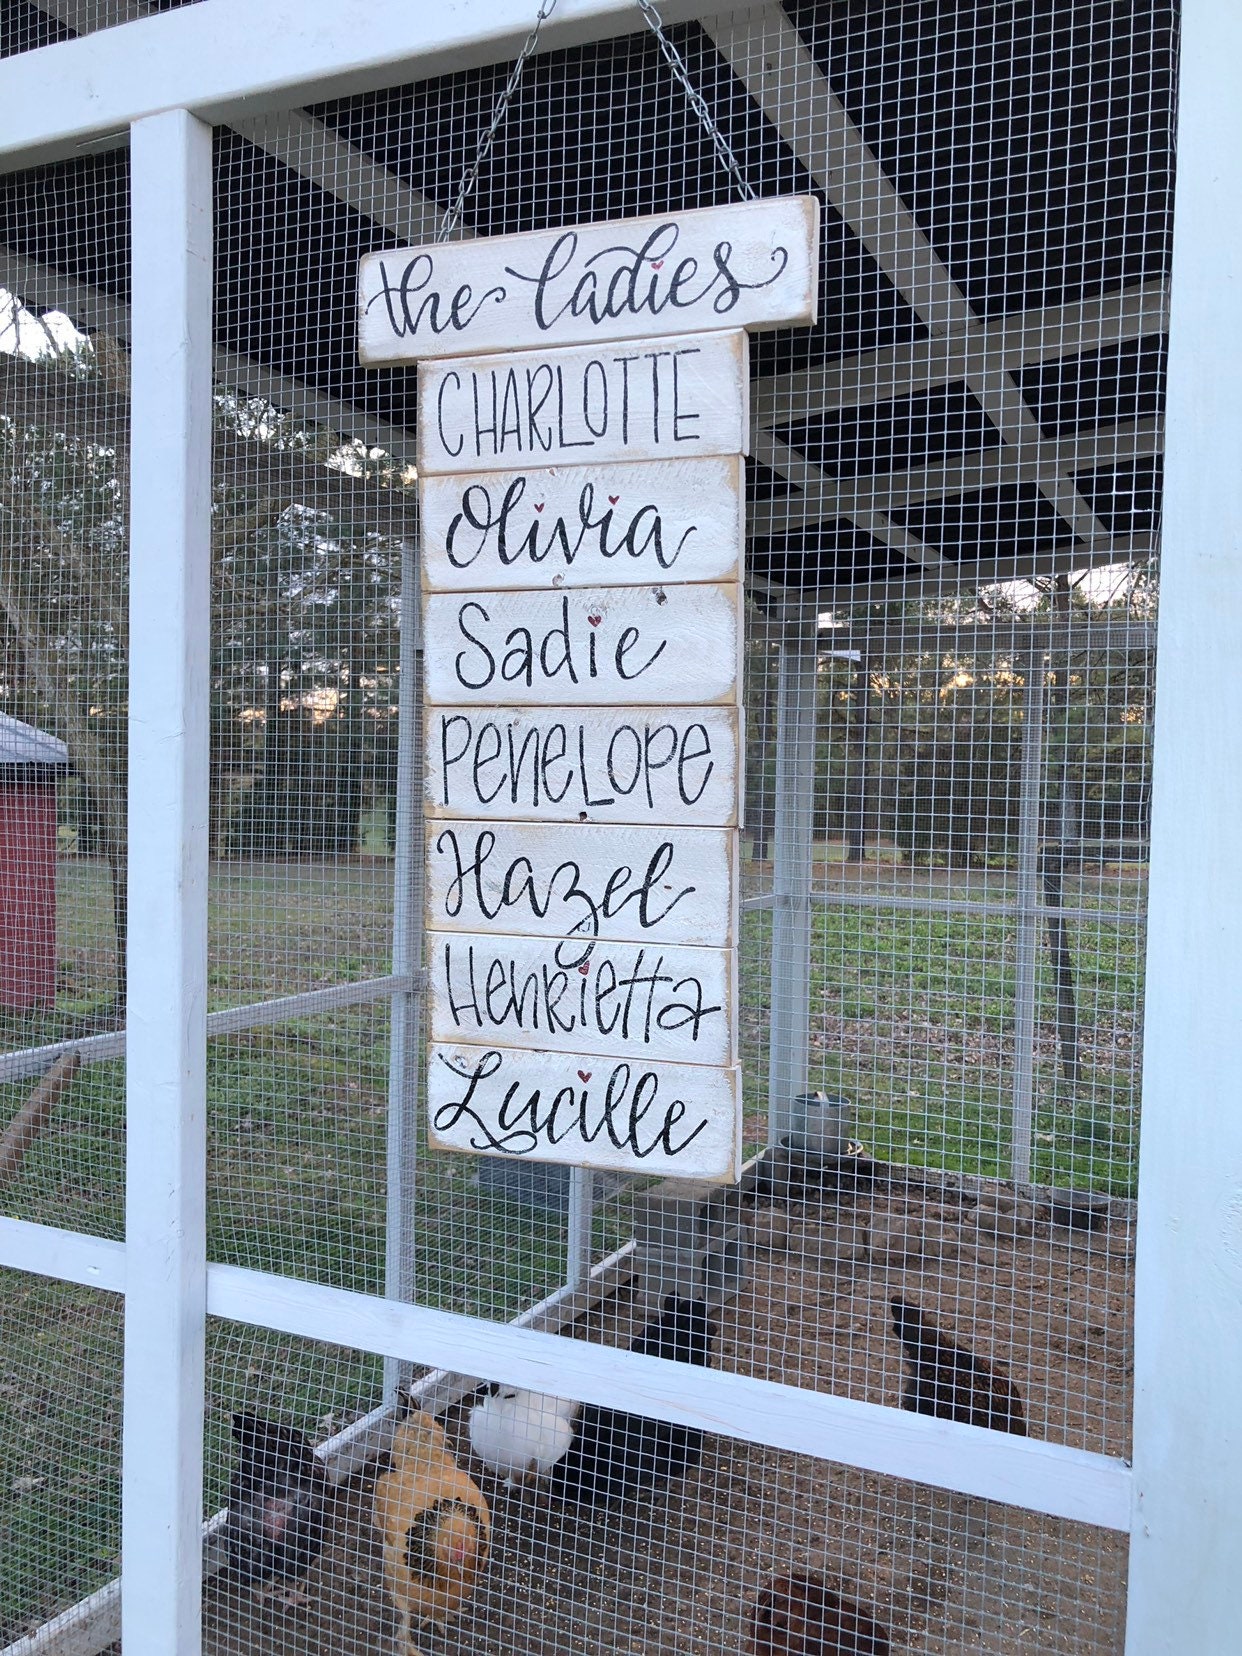 the Ladies
CHARLOTTE
Olivia
Sadie
PeneLOPe
Hazel
HenRietta
Lucille